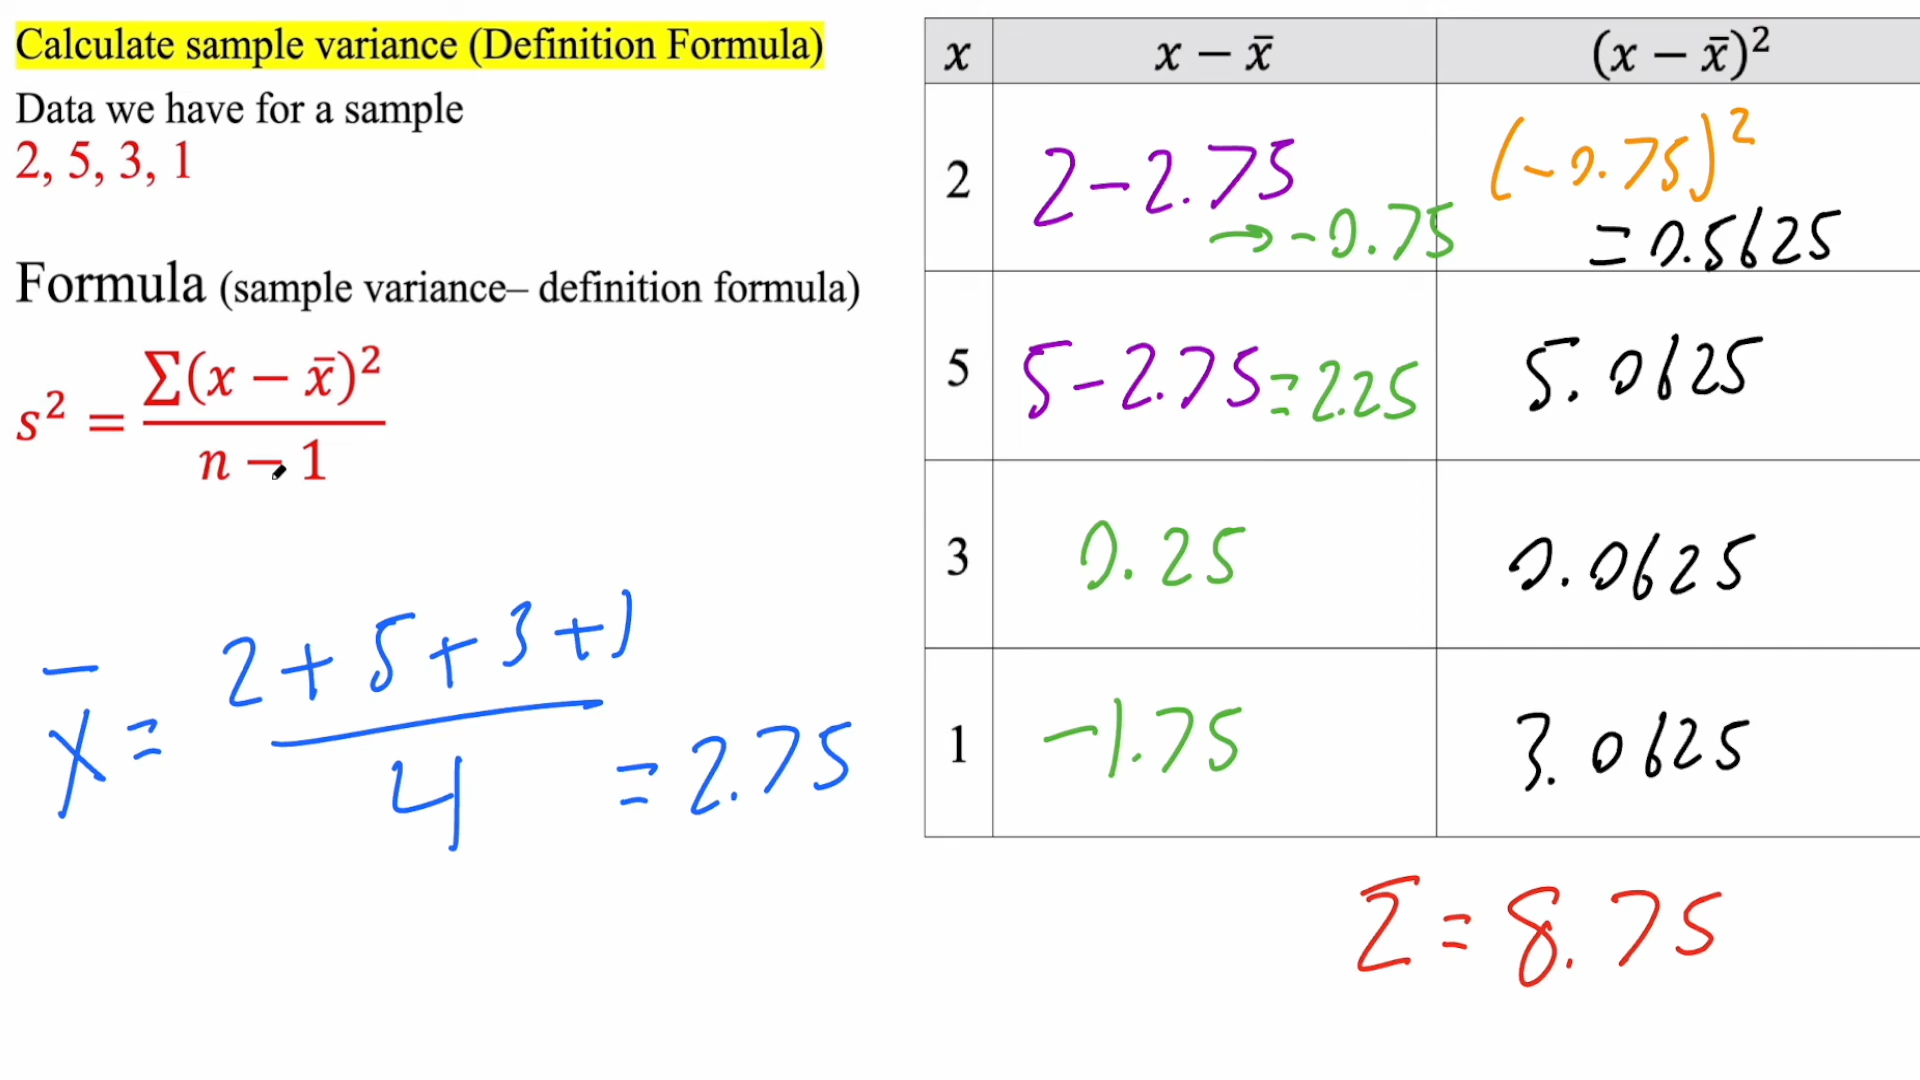 Calculate sample variance (Definition Formula)
Data we have for a sample
2, 5, 3, 1
Formula (sample variance– definition formula)
s² = ∑(x − x̄)² / n − 1
x̄ = 2 + 5 + 3 + 1 / 4 = 2.75
x	x − x̄	(x − x̄)²
2	2 − 2.75 → −0.75	(−0.75)² = 0.5625
5	5 − 2.75 = 2.25	5.0625
3	0.25	0.0625
1	−1.75	3.0625
Σ = 8.75